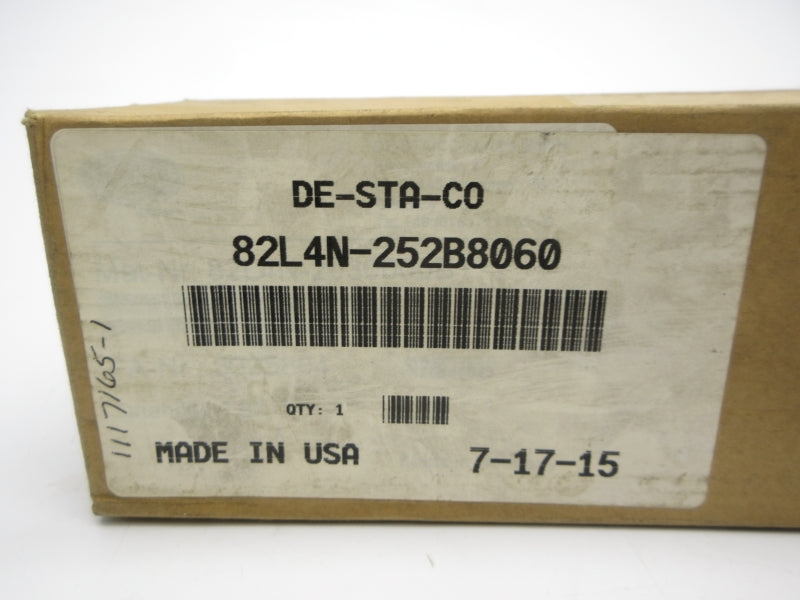 DE-STA-CO
82L4N-252B8060
QTY: 1
MADE IN USA
7-17-15
1117165-1